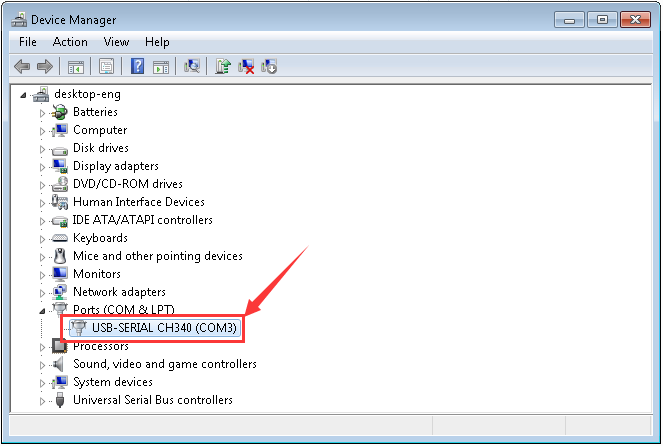 Device Manager
File Action View Help
desktop-eng
Batteries
Computer
Disk drives
Display adapters
DVD/CD-ROM drives
Human Interface Devices
IDE ATA/ATAPI controllers
Keyboards
Mice and other pointing devices
Monitors
Network adapters
Ports (COM & LPT)
USB-SERIAL CH340 (COM3)
Processors
Sound, video and game controllers
System devices
Universal Serial Bus controllers